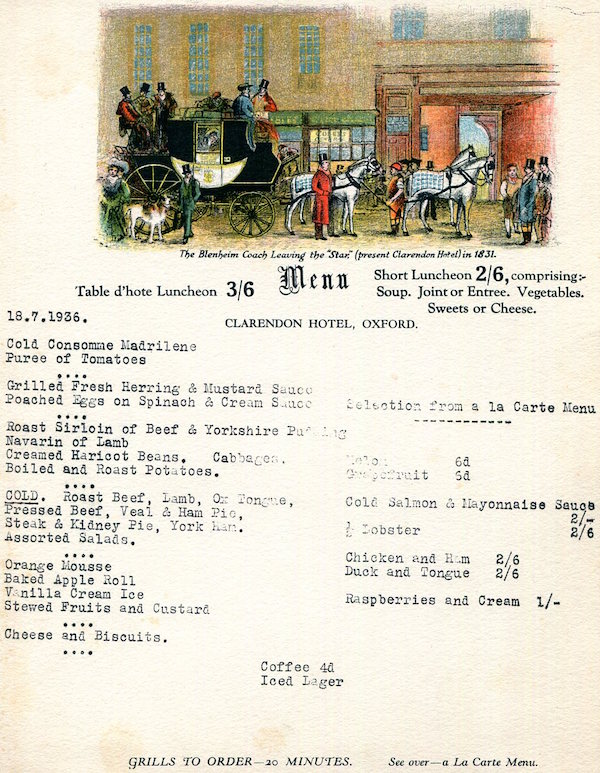 The Blenheim Coach Leaving the "Star," (present Clarendon Hotel) in 1831.
Table d'hote Luncheon 3/6
Menu
Short Luncheon 2/6, comprising:-
Soup. Joint or Entree. Vegetables.
Sweets or Cheese.
18.7.1936.
CLARENDON HOTEL, OXFORD.
Cold Consomme Madrilene
Puree of Tomatoes
....
Grilled Fresh Herring & Mustard Sauce
Poached Eggs on Spinach & Cream Sauce
....
Roast Sirloin of Beef & Yorkshire Pudding
Navarin of Lamb
Creamed Haricot Beans. Cabbages.
Boiled and Roast Potatoes.
....
COLD. Roast Beef, Lamb, Ox Tongue,
Pressed Beef, Veal & Ham Pie,
Steak & Kidney Pie, York Ham.
Assorted Salads.
....
Orange Mousse
Baked Apple Roll
Vanilla Cream Ice
Stewed Fruits and Custard
....
Cheese and Biscuits.
....
Selection from a la Carte Menu
-----------
Melon 6d
Grapefruit 6d
Cold Salmon & Mayonnaise Sauce
2/-
½ Lobster 2/6
Chicken and Ham 2/6
Duck and Tongue 2/6
Raspberries and Cream 1/-
Coffee 4d
Iced Lager
GRILLS TO ORDER—20 MINUTES.
See over—a La Carte Menu.